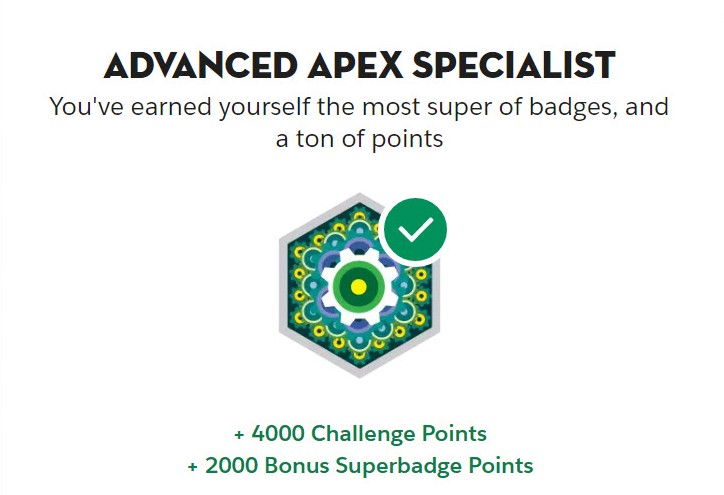 ADVANCED APEX SPECIALIST
You've earned yourself the most super of badges, and
a ton of points
+ 4000 Challenge Points
+ 2000 Bonus Superbadge Points